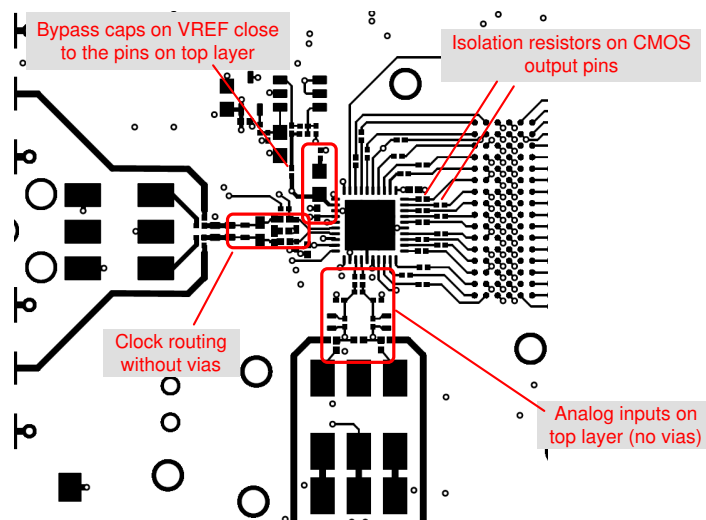 Bypass caps on VREF close
to the pins on top layer
Isolation resistors on CMOS
output pins
Clock routing
without vias
Analog inputs on
top layer (no vias)